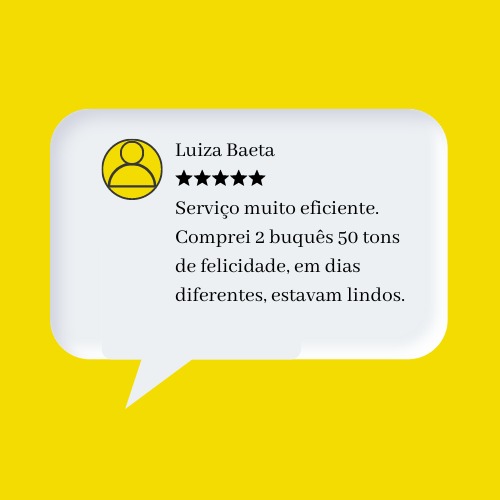 Luiza Baeta
★★★★★
Serviço muito eficiente.
Comprei 2 buquês 50 tons
de felicidade, em dias
diferentes, estavam lindos.